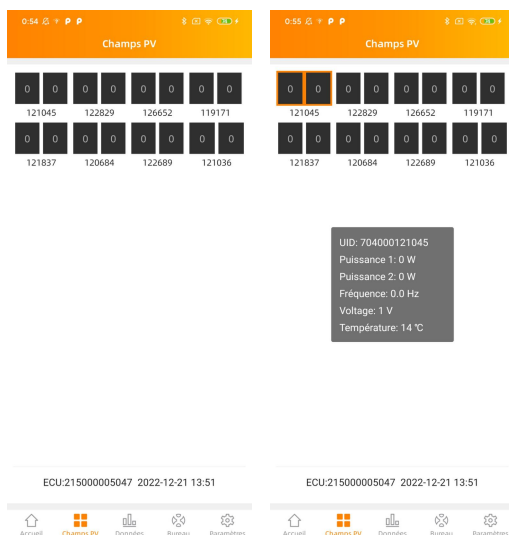 0:54
Champs PV
0 0 0 0 0 0 0 0
121045 122829 126652 119171
0 0 0 0 0 0 0 0
121837 120684 122689 121036
ECU:215000005047 2022-12-21 13:51
Accueil Champs PV Données Bureau Paramètres
0:55
Champs PV
0 0 0 0 0 0 0 0
121045 122829 126652 119171
0 0 0 0 0 0 0 0
121837 120684 122689 121036
UID: 704000121045
Puissance 1: 0 W
Puissance 2: 0 W
Fréquence: 0.0 Hz
Voltage: 1 V
Température: 14 ℃
ECU:215000005047 2022-12-21 13:51
Accueil Champs PV Données Bureau Paramètres